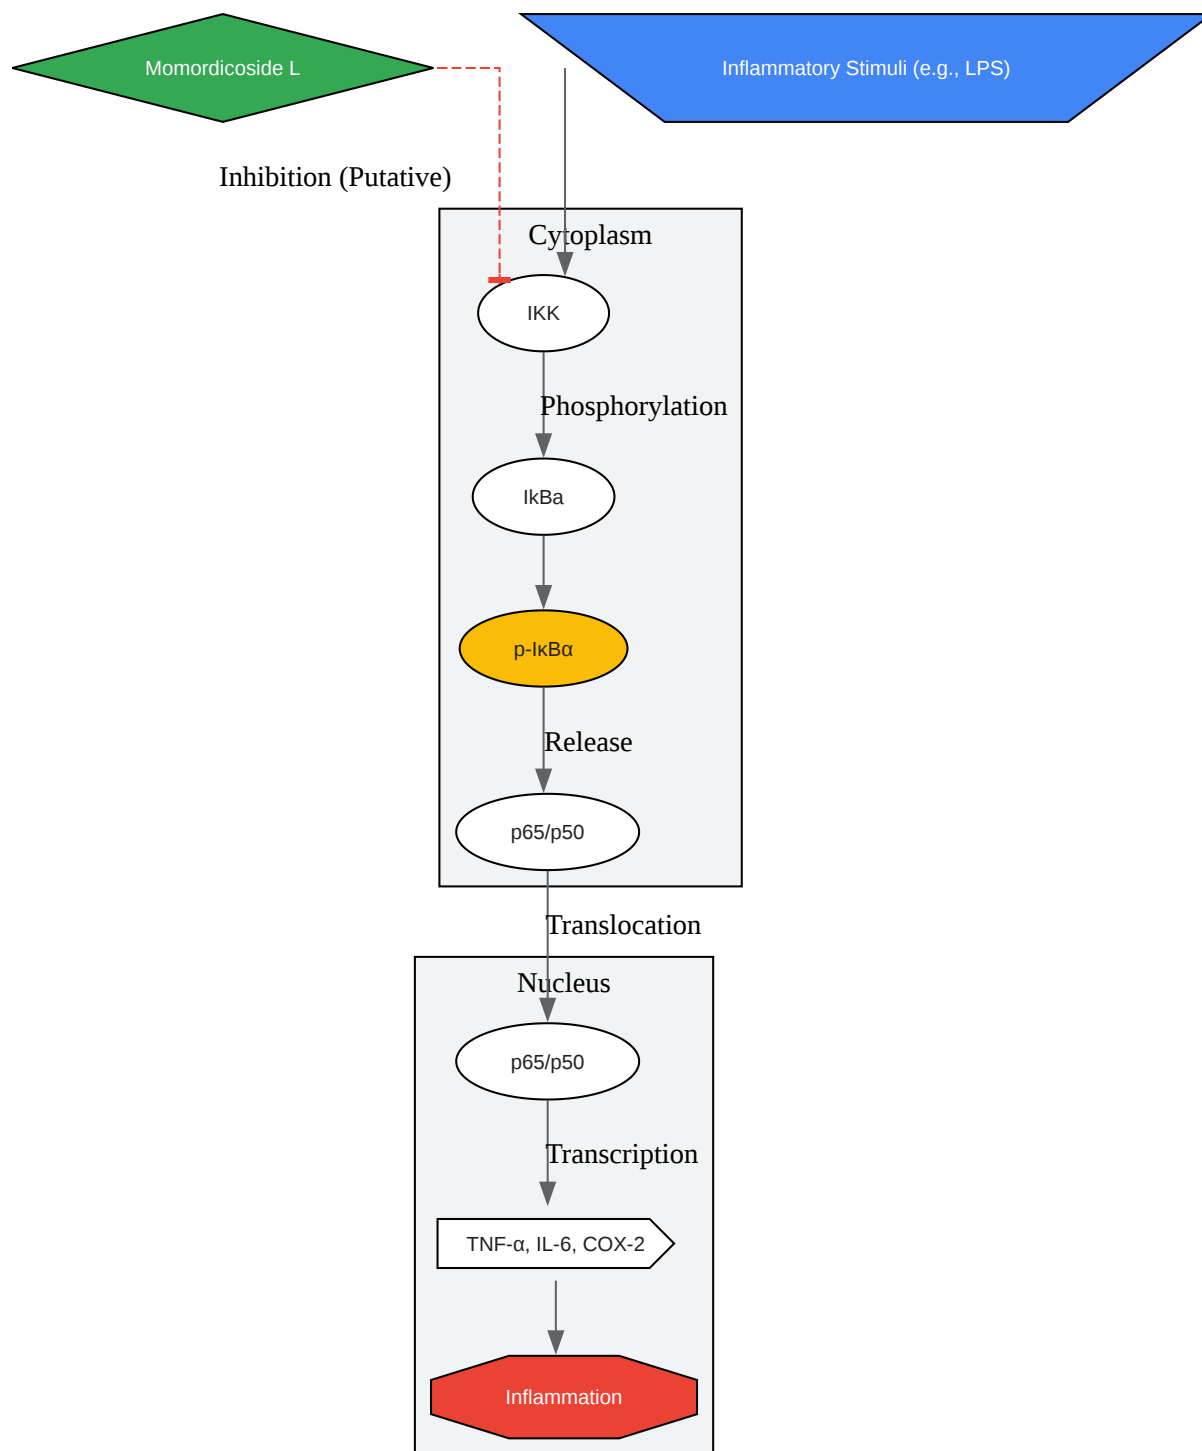 Momordicoside L
Inflammatory Stimuli (e.g., LPS)
Inhibition (Putative)
Cytoplasm
IKK
Phosphorylation
IkBa
p-IκBα
Release
p65/p50
Translocation
Nucleus
p65/p50
Transcription
TNF-α, IL-6, COX-2
Inflammation